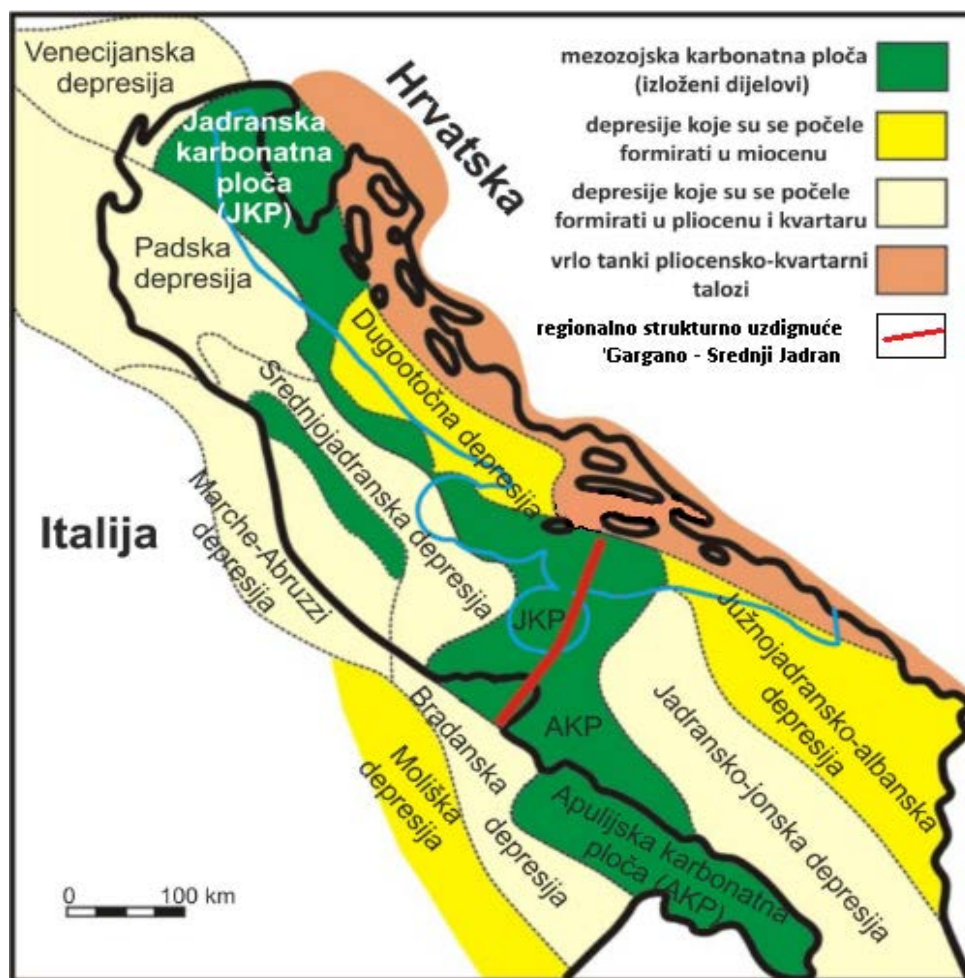 Venecijanska
depresija
Hrvatska
Jadranska
karbonatna
ploča
(JKP)
Padska
depresija
mezozojska karbonatna ploča
(izloženi dijelovi)
depresije koje su se počele
formirati u miocenu
depresije koje su se počele
formirati u pliocenu i kvartaru
vrlo tanki pliocensko-kvartarni
talozi
regionalno strukturno uzdignuće
'Gargano - Srednji Jadran
Dugootočna depresija
Srednjojadranska depresija
Italija
Marche-Abruzzi
depresija
JKP
AKP
Južnojadransko-albanska
depresija
Jadransko-jonska depresija
Bradanska
depresija
Moliška
depresija
Apulijska karbonatna
ploča (AKP)
0 100 km